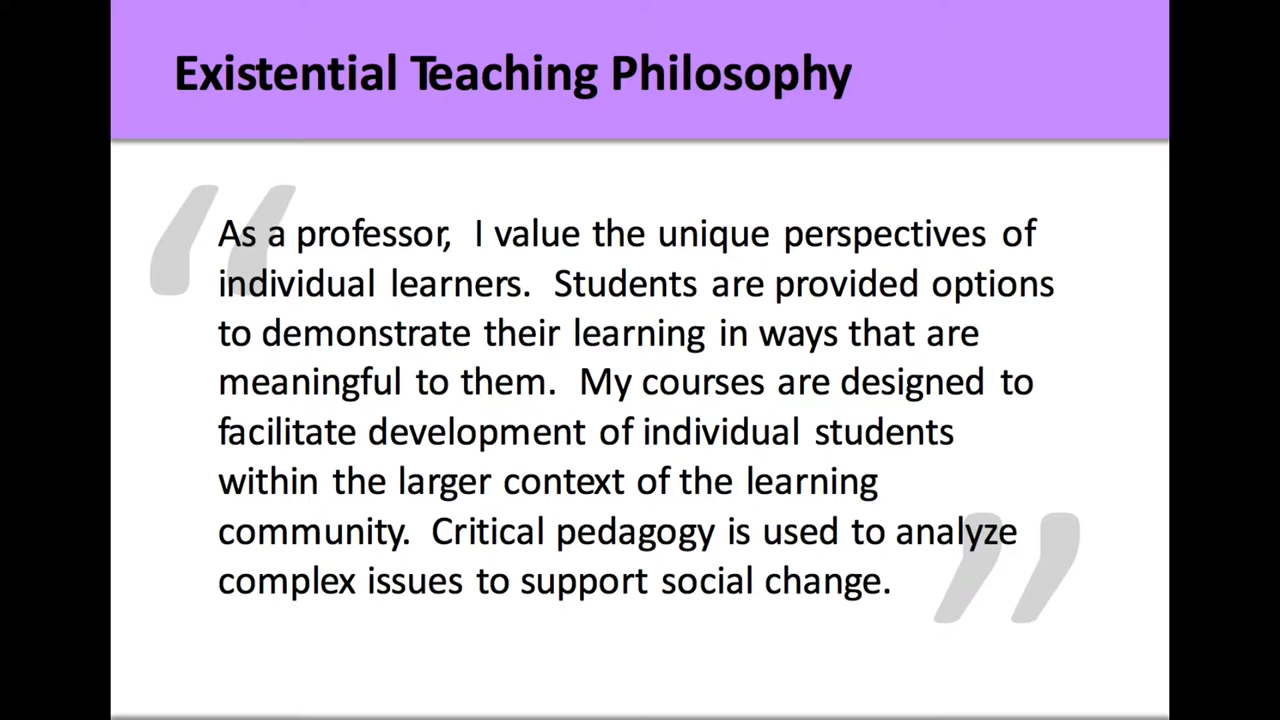 Existential Teaching Philosophy
“
As a professor,  I value the unique perspectives of
individual learners.  Students are provided options
to demonstrate their learning in ways that are
meaningful to them.  My courses are designed to
facilitate development of individual students
within the larger context of the learning
community.  Critical pedagogy is used to analyze
complex issues to support social change.
”